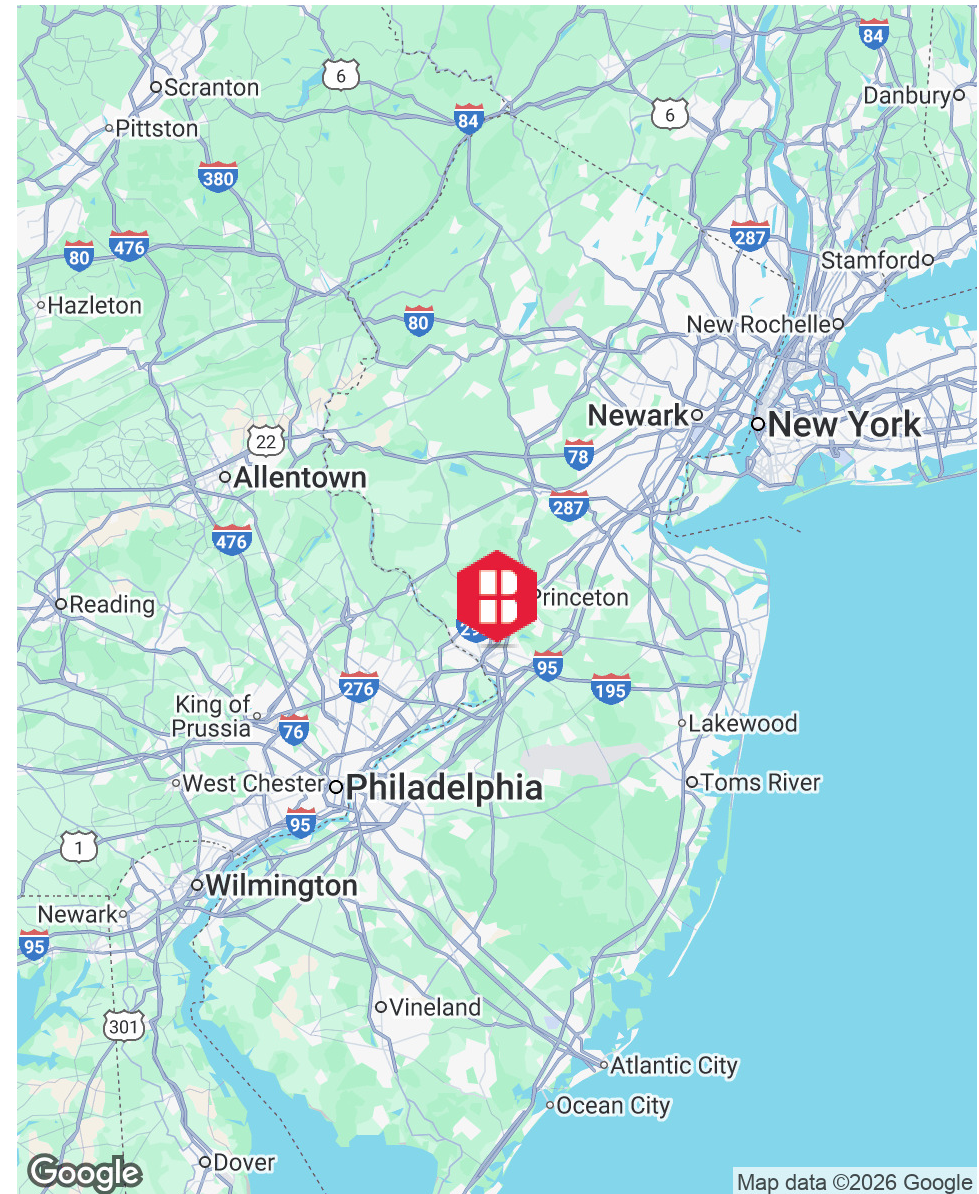 84
6
Scranton
Danbury
6
84
Pittston
380
287
476
80
Stamford
Hazleton
80
New Rochelle
Newark
New York
22
78
Allentown
287
476
B
Princeton
Reading
95
276
195
King of
Prussia
Lakewood
76
West Chester
Philadelphia
Toms River
95
1
Wilmington
Newark
95
Vineland
301
Atlantic City
Ocean City
Dover
Google
Map data ©2026 Google